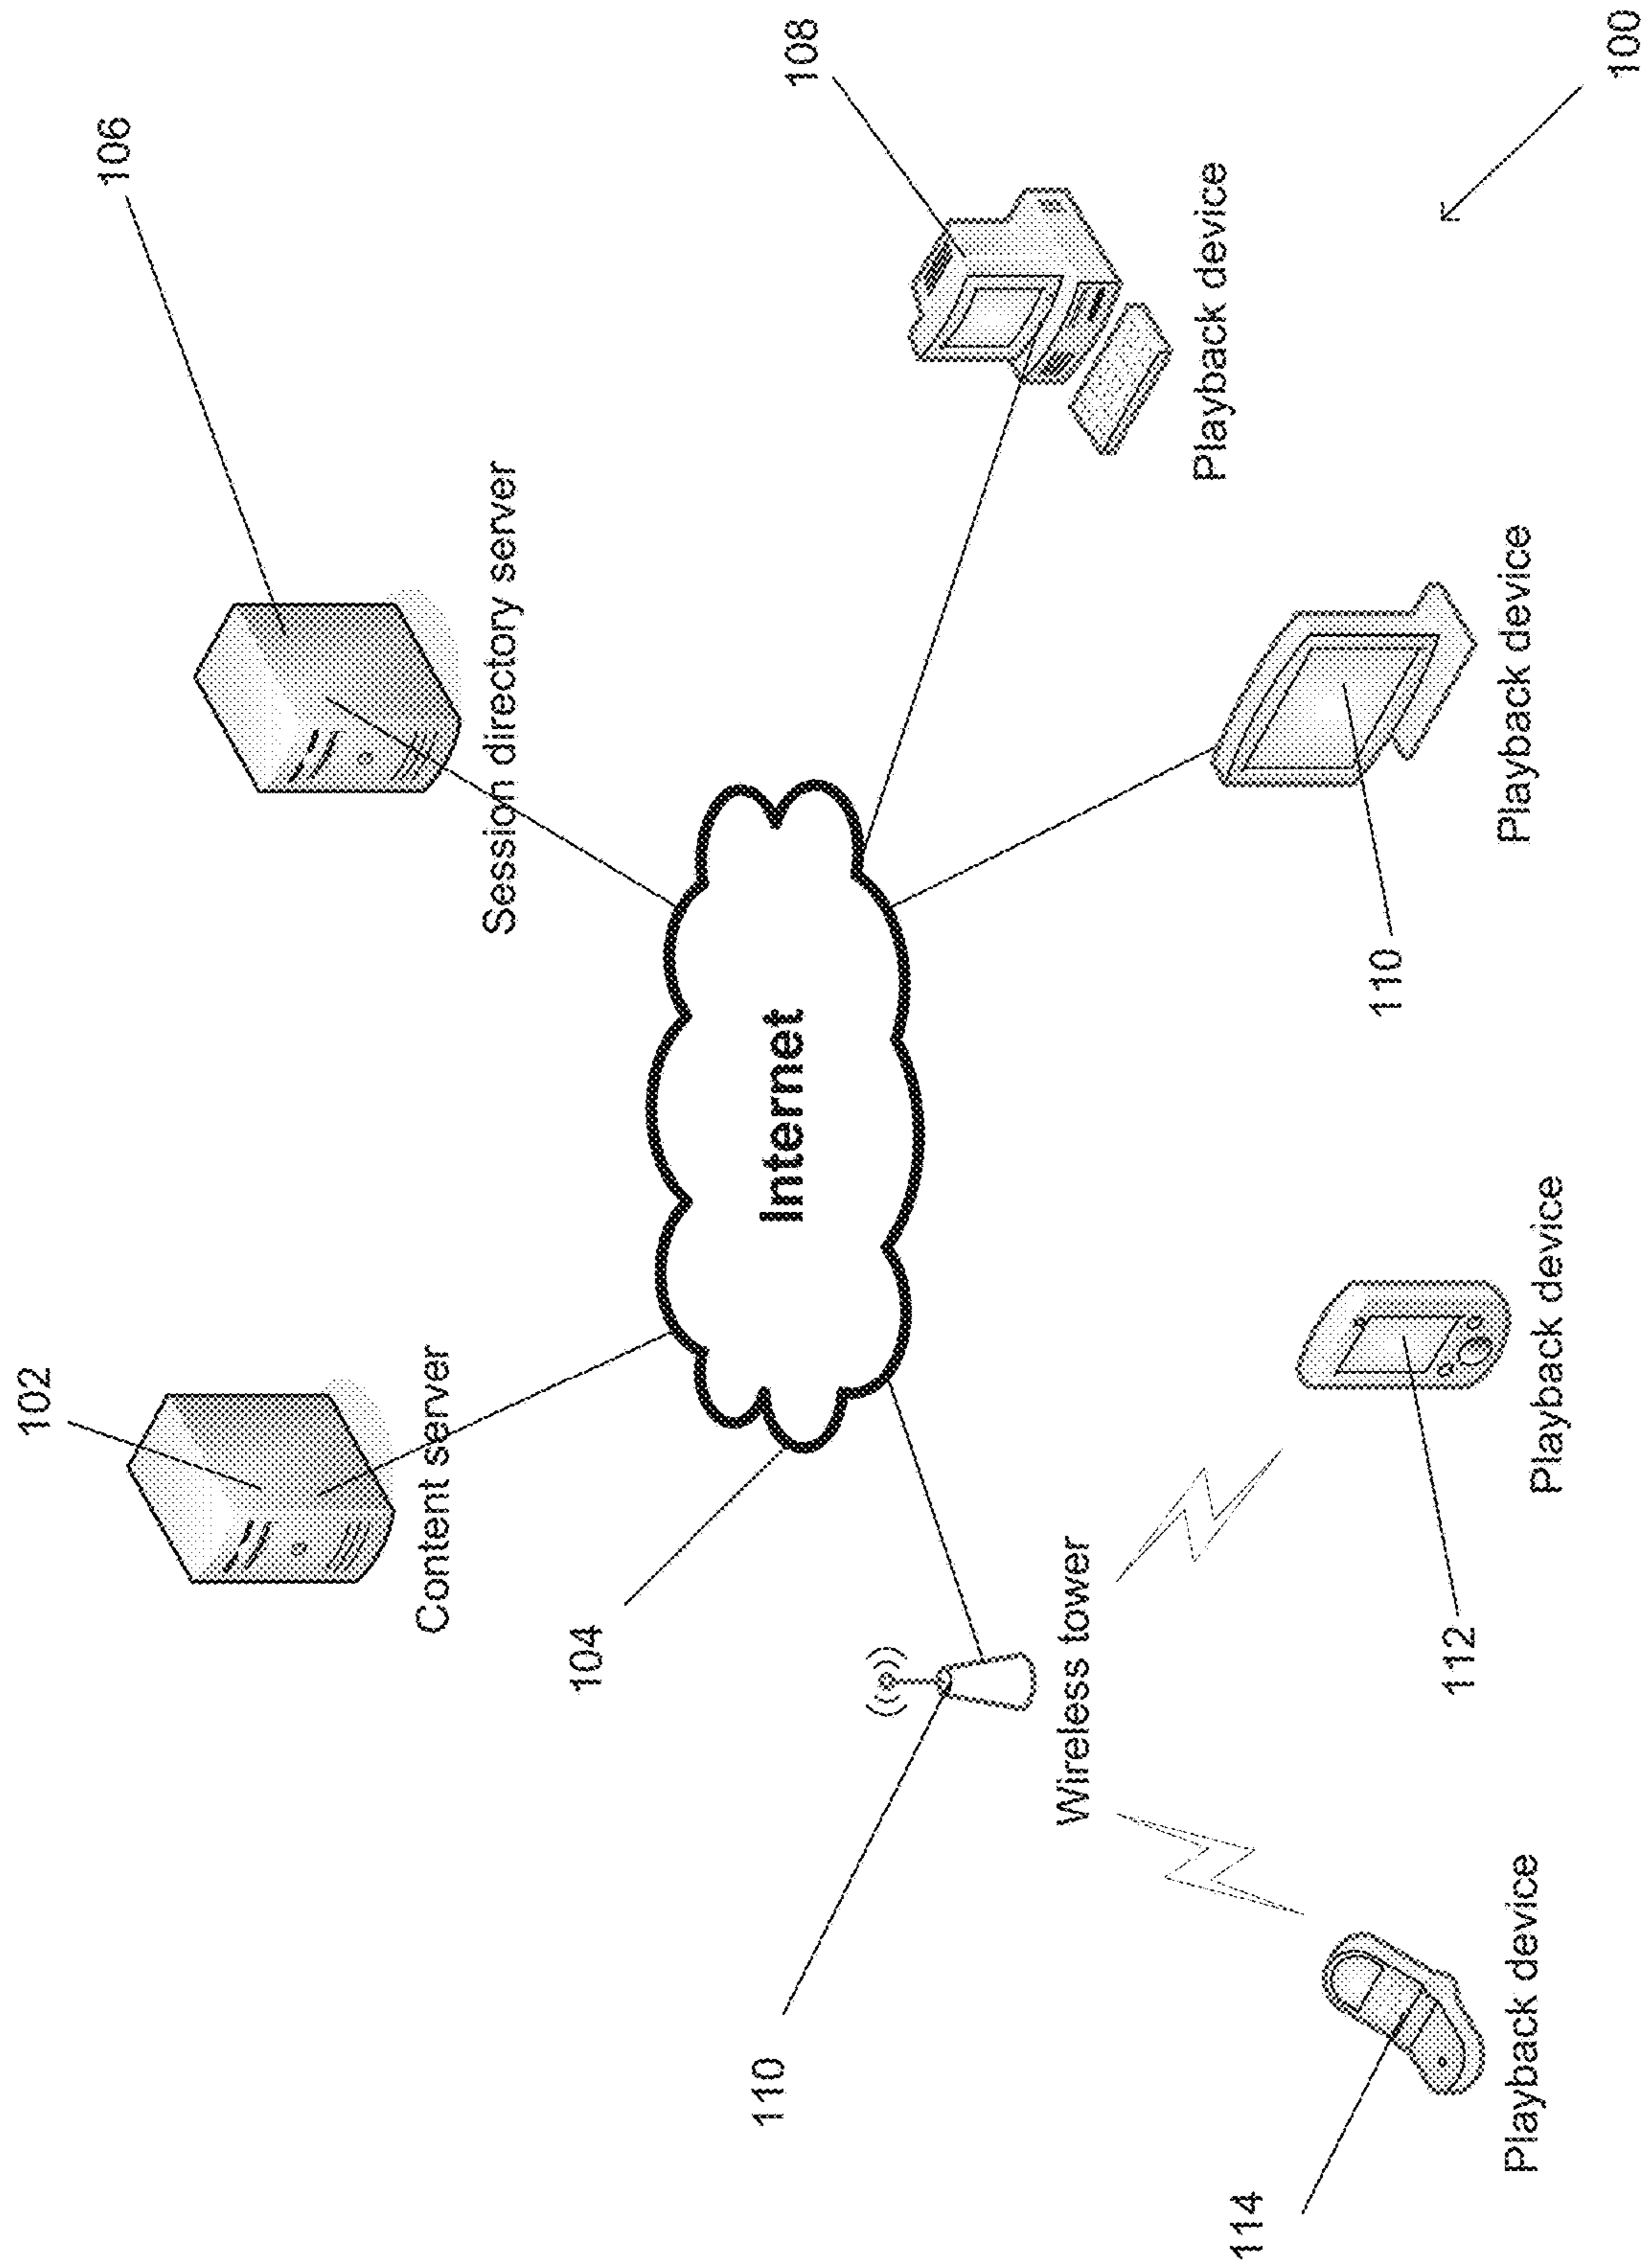 102
106
Content server
Session directory server
104
110
Internet
108
Wireless tower
Playback device
114
110
112
Playback device
Playback device
Playback device
100